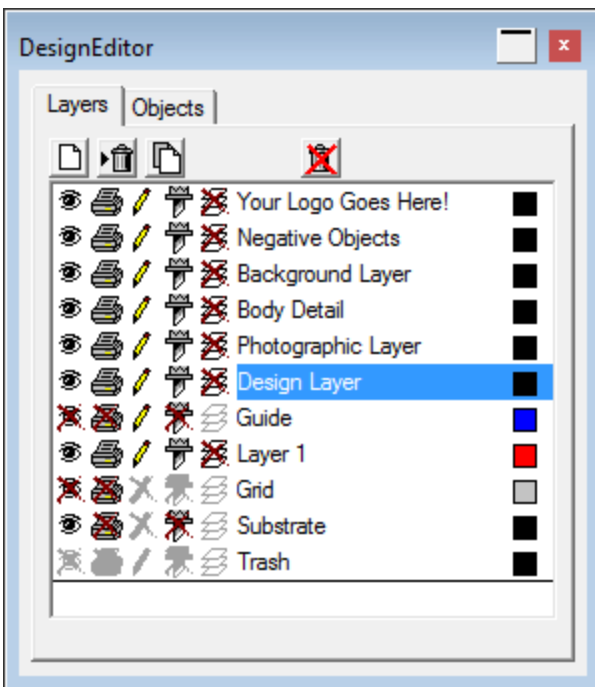 DesignEditor
Layers Objects
Your Logo Goes Here!
Negative Objects
Background Layer
Body Detail
Photographic Layer
Design Layer
Guide
Layer 1
Grid
Substrate
Trash